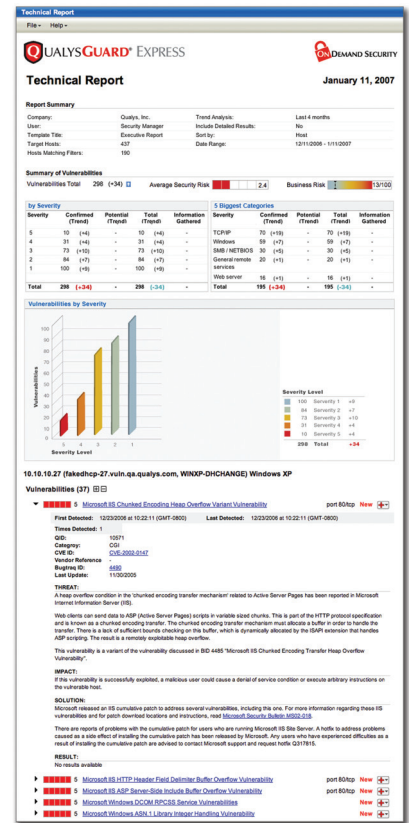 Technical Report
File Help
QUALYSGUARD® EXPRESS
ON DEMAND SECURITY
Technical Report January 11, 2007
Report Summary
Company: Qualys, Inc. Trend Analysis: Last 4 months
User: Security Manager Include Detailed Results: No
Template Title: Executive Report Sort by: Host
Target Hosts: 437 Date Range: 12/11/2006 - 1/11/2007
Hosts Matching Filters: 190
Summary of Vulnerabilities
Vulnerabilities Total 298 (+34) Average Security Risk 2.4 Business Risk 13/100
by Severity
Severity Confirmed (Trend) Potential (Trend) Total (Trend) Information Gathered
5 10 (+4) - 10 (+4) -
4 31 (+4) - 31 (+4) -
3 73 (+10) - 73 (+10) -
2 84 (+7) - 84 (+7) -
1 100 (+9) - 100 (+9) -
Total 298 (+34) - 298 (-34) -
5 Biggest Categories
Severity Confirmed (Trend) Potential (Trend) Total (Trend) Information Gathered
TCP/IP 70 (+19) - 70 (+19) -
Windows 59 (+7) - 59 (+7) -
SMB / NETBIOS 30 (+5) - 30 (+5) -
General remote services 20 (+1) - 20 (+1) -
Web server 16 (+1) - 16 (+1) -
Total 195 (+34) - 195 (-34) -
Vulnerabilities by Severity
Vulnerabilities
100
90
80
70
60
50
40
30
20
10
0
5 4 3 2 1
Severity Level
Severity Level
100 Serverity 1 +9
84 Serverity 2 +7
73 Serverity 3 +10
31 Serverity 4 +4
10 Serverity 5 +4
298 Total +34
10.10.10.27 (fakedhcp-27.vuln.qa.qualys.com, WINXP-DHCHANGE) Windows XP
Vulnerabilities (37)
5 Microsoft IIS Chunked Encoding Heap Overflow Variant Vulnerability port 80/tcp New
First Detected: 12/23/2006 at 10:22:11 (GMT-0800) Last Detected: 12/23/2006 at 10:22:11 (GMT-0800)
Times Detected: 1
QID: 10571
Category: CGI
CVE ID: CVE-2002-0147
Vendor Reference -
Bugtraq ID: 4490
Last Update: 11/30/2005
THREAT:
A heap overflow condition in the 'chunked encoding transfer mechanism' related to Active Server Pages has been reported in Microsoft
Internet Information Server (IIS).
Web clients can send data to ASP (Active Server Pages) scripts in variable sized chunks. This is part of the HTTP protocol specification
and is known as a chunked encoding transfer. The chunked encoding transfer mechanism must allocate a buffer in order to handle the
transfer. There is a lack of sufficient bounds checking on this buffer, which is dynamically allocated by the ISAPI extension that handles
ASP scripting. The result is a remotely exploitable heap overflow.
This vulnerability is a variant of the vulnerability discussed in BID 4485 "Microsoft IIS Chunked Encoding Transfer Heap Overflow
Vulnerability".
IMPACT:
If this vulnerability is successfully exploited, a malicious user could cause a denial of service condition or execute arbitrary instructions on
the vulnerable host.
SOLUTION:
Microsoft released an IIS cumulative patch to address several vulnerabilities, including this one. For more information regarding these IIS
vulnerabilities and for patch download locations and instructions, read Microsoft Security Bulletin MS02-018.
There are reports of problems with the cumulative patch for users who are running Microsoft IIS Site Server. A hotfix to address problems
caused as a side effect of installing the cumulative patch has been released by Microsoft. Any users who have experienced difficulties as a
result of installing the cumulative patch are advised to contact Microsoft support and request hotfix Q317815.
RESULT:
No results available
5 Microsoft IIS HTTP Header Field Delimiter Buffer Overflow Vulnerability port 80/tcp New
5 Microsoft IIS ASP Server-Side Include Buffer Overflow Vulnerability port 80/tcp New
5 Microsoft Windows DCOM RPCSS Service Vulnerabilities New
5 Microsoft Windows ASN.1 Library Integer Handling Vulnerability New